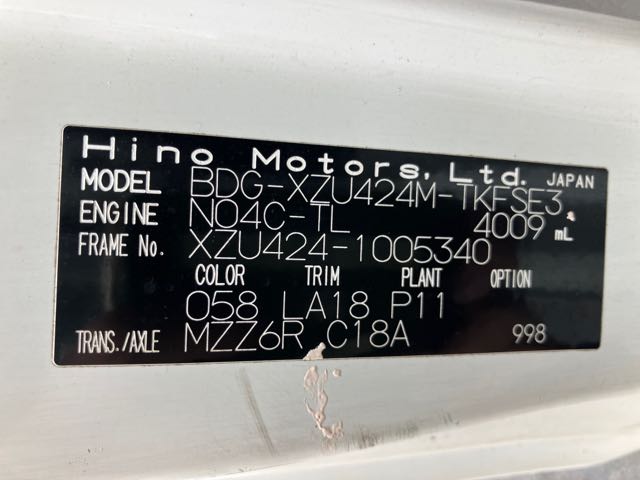 Hino Motors, Ltd. JAPAN
MODEL BDG-XZU424M-TKFSE3
ENGINE N04C-TL 4009 mL
FRAME No. XZU424-1005340
COLOR TRIM PLANT OPTION
058 LA18 P11
TRANS./AXLE MZZ6R C18A 998